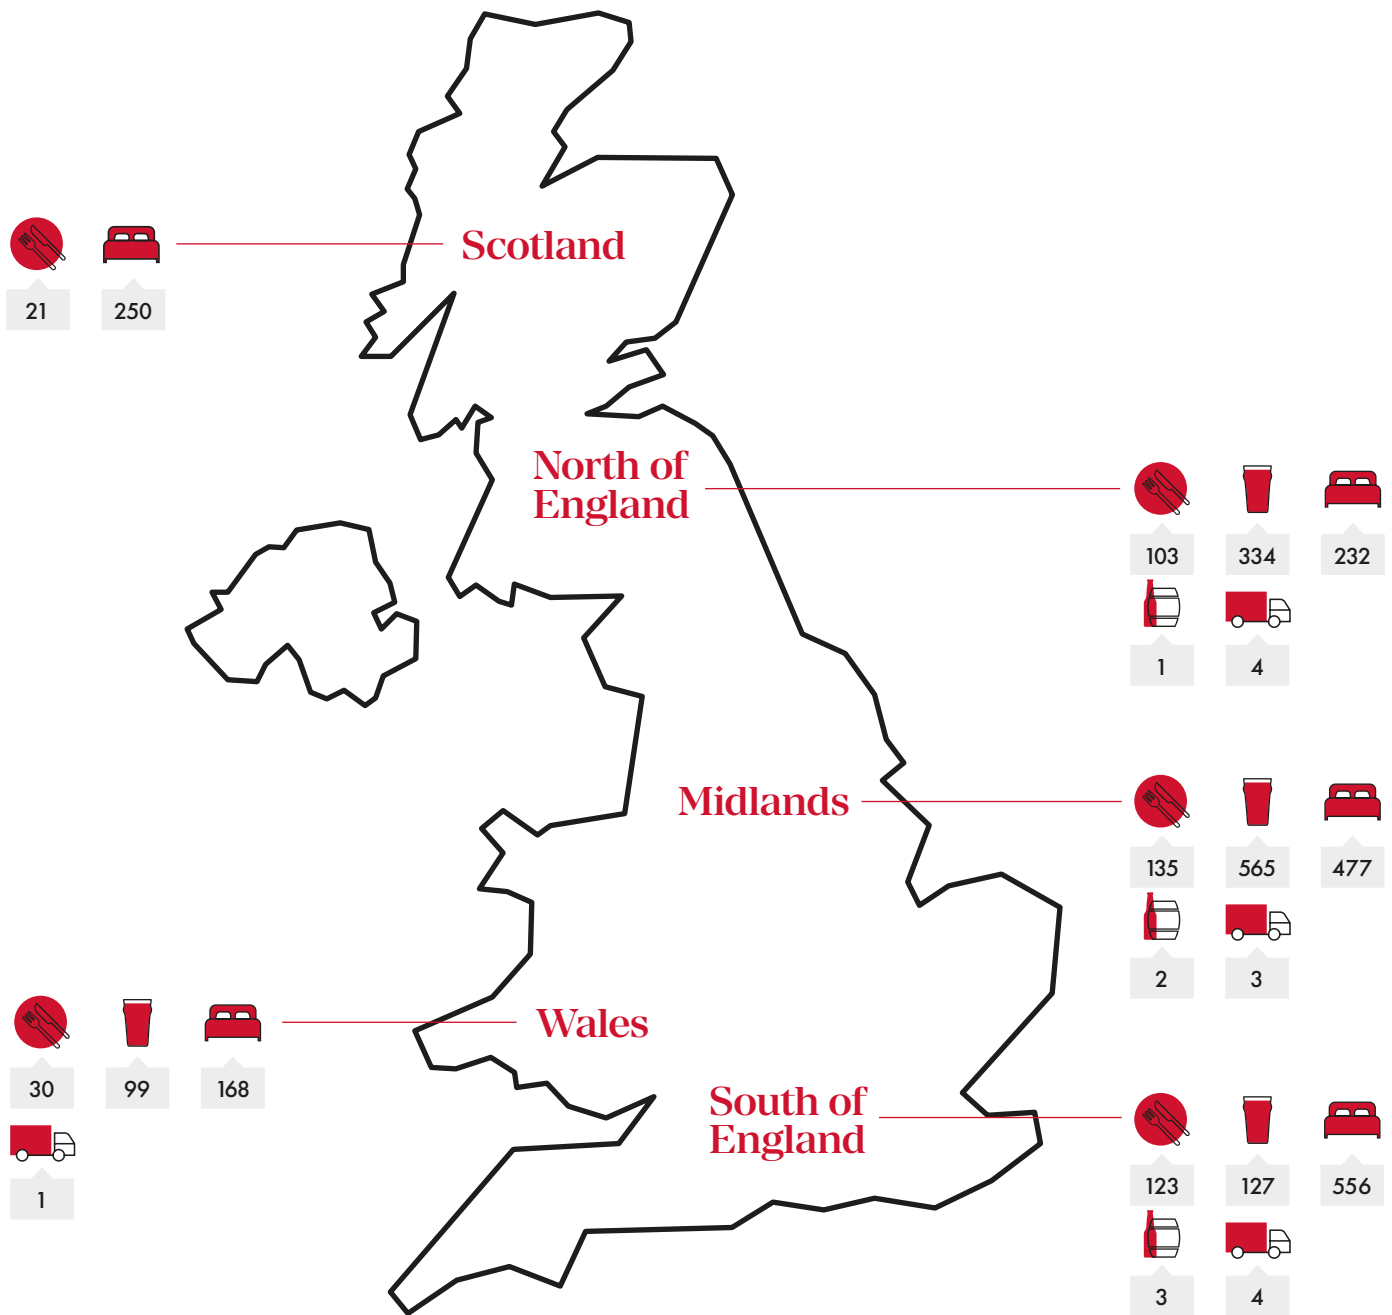 Scotland
21 250
North of
England
103 334 232
1 4
Midlands
135 565 477
2 3
Wales
30 99 168
1
South of
England
123 127 556
3 4